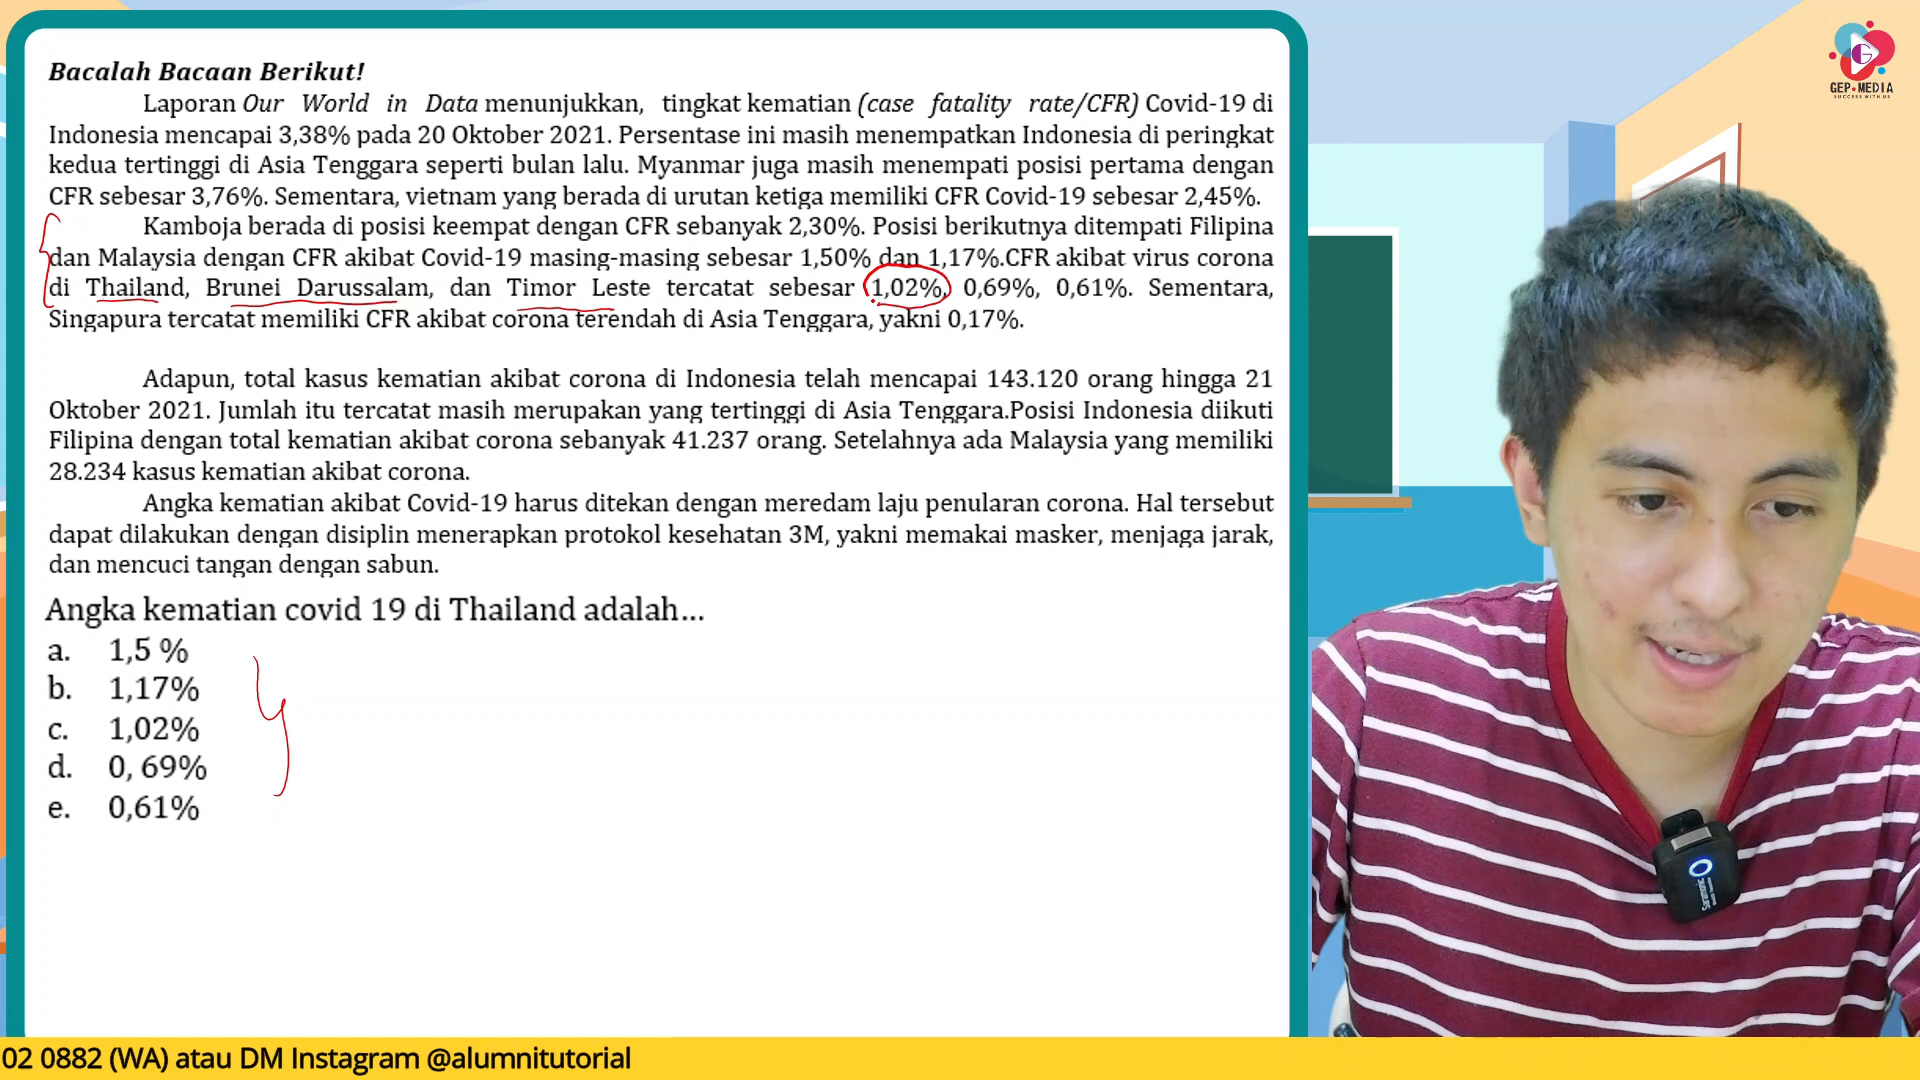 Bacalah Bacaan Berikut!
Laporan Our World in Data menunjukkan, tingkat kematian (case fatality rate/CFR) Covid-19 di
Indonesia mencapai 3,38% pada 20 Oktober 2021. Persentase ini masih menempatkan Indonesia di peringkat
kedua tertinggi di Asia Tenggara seperti bulan lalu. Myanmar juga masih menempati posisi pertama dengan
CFR sebesar 3,76%. Sementara, vietnam yang berada di urutan ketiga memiliki CFR Covid-19 sebesar 2,45%.
Kamboja berada di posisi keempat dengan CFR sebanyak 2,30%. Posisi berikutnya ditempati Filipina
dan Malaysia dengan CFR akibat Covid-19 masing-masing sebesar 1,50% dan 1,17%.CFR akibat virus corona
di Thailand, Brunei Darussalam, dan Timor Leste tercatat sebesar 1,02%, 0,69%, 0,61%. Sementara,
Singapura tercatat memiliki CFR akibat corona terendah di Asia Tenggara, yakni 0,17%.
Adapun, total kasus kematian akibat corona di Indonesia telah mencapai 143.120 orang hingga 21
Oktober 2021. Jumlah itu tercatat masih merupakan yang tertinggi di Asia Tenggara.Posisi Indonesia diikuti
Filipina dengan total kematian akibat corona sebanyak 41.237 orang. Setelahnya ada Malaysia yang memiliki
28.234 kasus kematian akibat corona.
Angka kematian akibat Covid-19 harus ditekan dengan meredam laju penularan corona. Hal tersebut
dapat dilakukan dengan disiplin menerapkan protokol kesehatan 3M, yakni memakai masker, menjaga jarak,
dan mencuci tangan dengan sabun.
Angka kematian covid 19 di Thailand adalah...
a. 1,5 %
b. 1,17%
c. 1,02%
d. 0, 69%
e. 0,61%
GEP MEDIA
SUCCESS WITH US
Saramonic
02 0882 (WA) atau DM Instagram @alumnitutorial